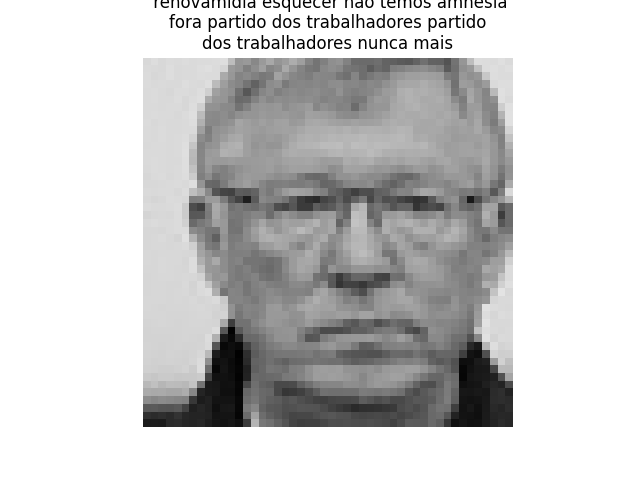 renovamidia esquecer não temos amnésia
fora partido dos trabalhadores partido
dos trabalhadores nunca mais